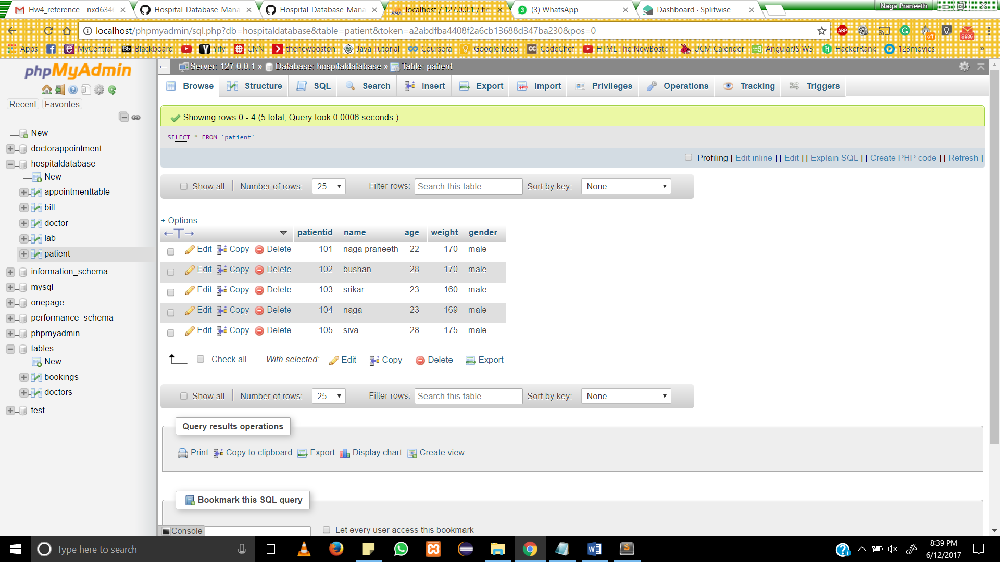 Hw4_reference - nxd6346
Hospital-Database-Mana
Hospital-Database-Mana
localhost / 127.0.0.1 / ho
(3) WhatsApp
Dashboard · Splitwise
Naga Praneeth
localhost/phpmyadmin/sql.php?db=hospitaldatabase&table=patient&token=a2abdfba4408f2a6cb13688d347ba230&pos=0
ABP
off
8686
Apps
MyCentral
Bb Blackboard
Yify
CNN
thenewboston
Java Tutorial
Coursera
Google Keep
CC CodeChef
HTML The NewBosto
UCM Calender
w3 AngularJS W3
HackerRank
123movies
»
phpMyAdmin
Recent
Favorites
New
doctorappointment
hospitaldatabase
New
appointmenttable
bill
doctor
lab
patient
information_schema
mysql
onepage
performance_schema
phpmyadmin
tables
New
bookings
doctors
test
Server: 127.0.0.1 » Database: hospitaldatabase » Table: patient
Browse Structure SQL Search Insert Export Import Privileges Operations Tracking Triggers
Showing rows 0 - 4 (5 total, Query took 0.0006 seconds.)
SELECT * FROM `patient`
Profiling [ Edit inline ] [ Edit ] [ Explain SQL ] [ Create PHP code ] [ Refresh ]
Show all Number of rows: 25 Filter rows: Search this table Sort by key: None
+ Options
←T→ patientid name age weight gender
Edit Copy Delete 101 naga praneeth 22 170 male
Edit Copy Delete 102 bushan 28 170 male
Edit Copy Delete 103 srikar 23 160 male
Edit Copy Delete 104 naga 23 169 male
Edit Copy Delete 105 siva 28 175 male
Check all With selected: Edit Copy Delete Export
Show all Number of rows: 25 Filter rows: Search this table Sort by key: None
Query results operations
Print Copy to clipboard Export Display chart Create view
Bookmark this SQL query
Console
Let every user access this bookmark
Type here to search
8:39 PM
6/12/2017